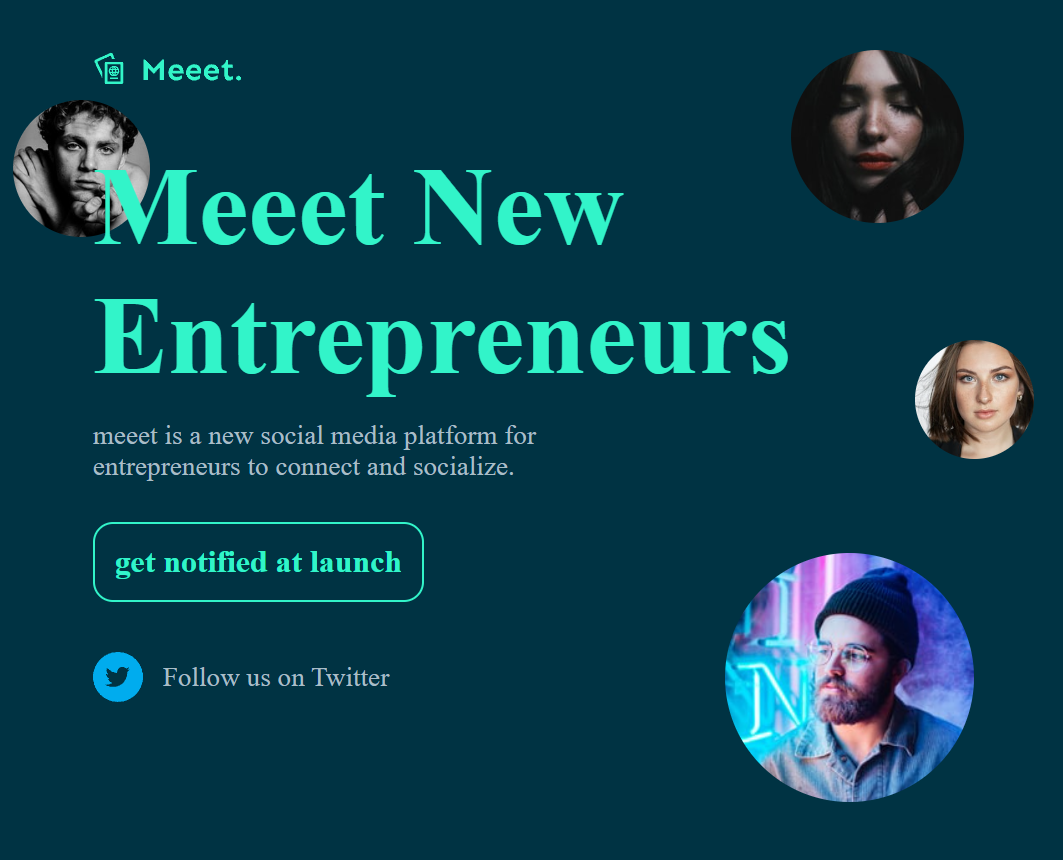 Meeet.
Meeet New
Entrepreneurs
meeet is a new social media platform for
entrepreneurs to connect and socialize.
get notified at launch
Follow us on Twitter
N